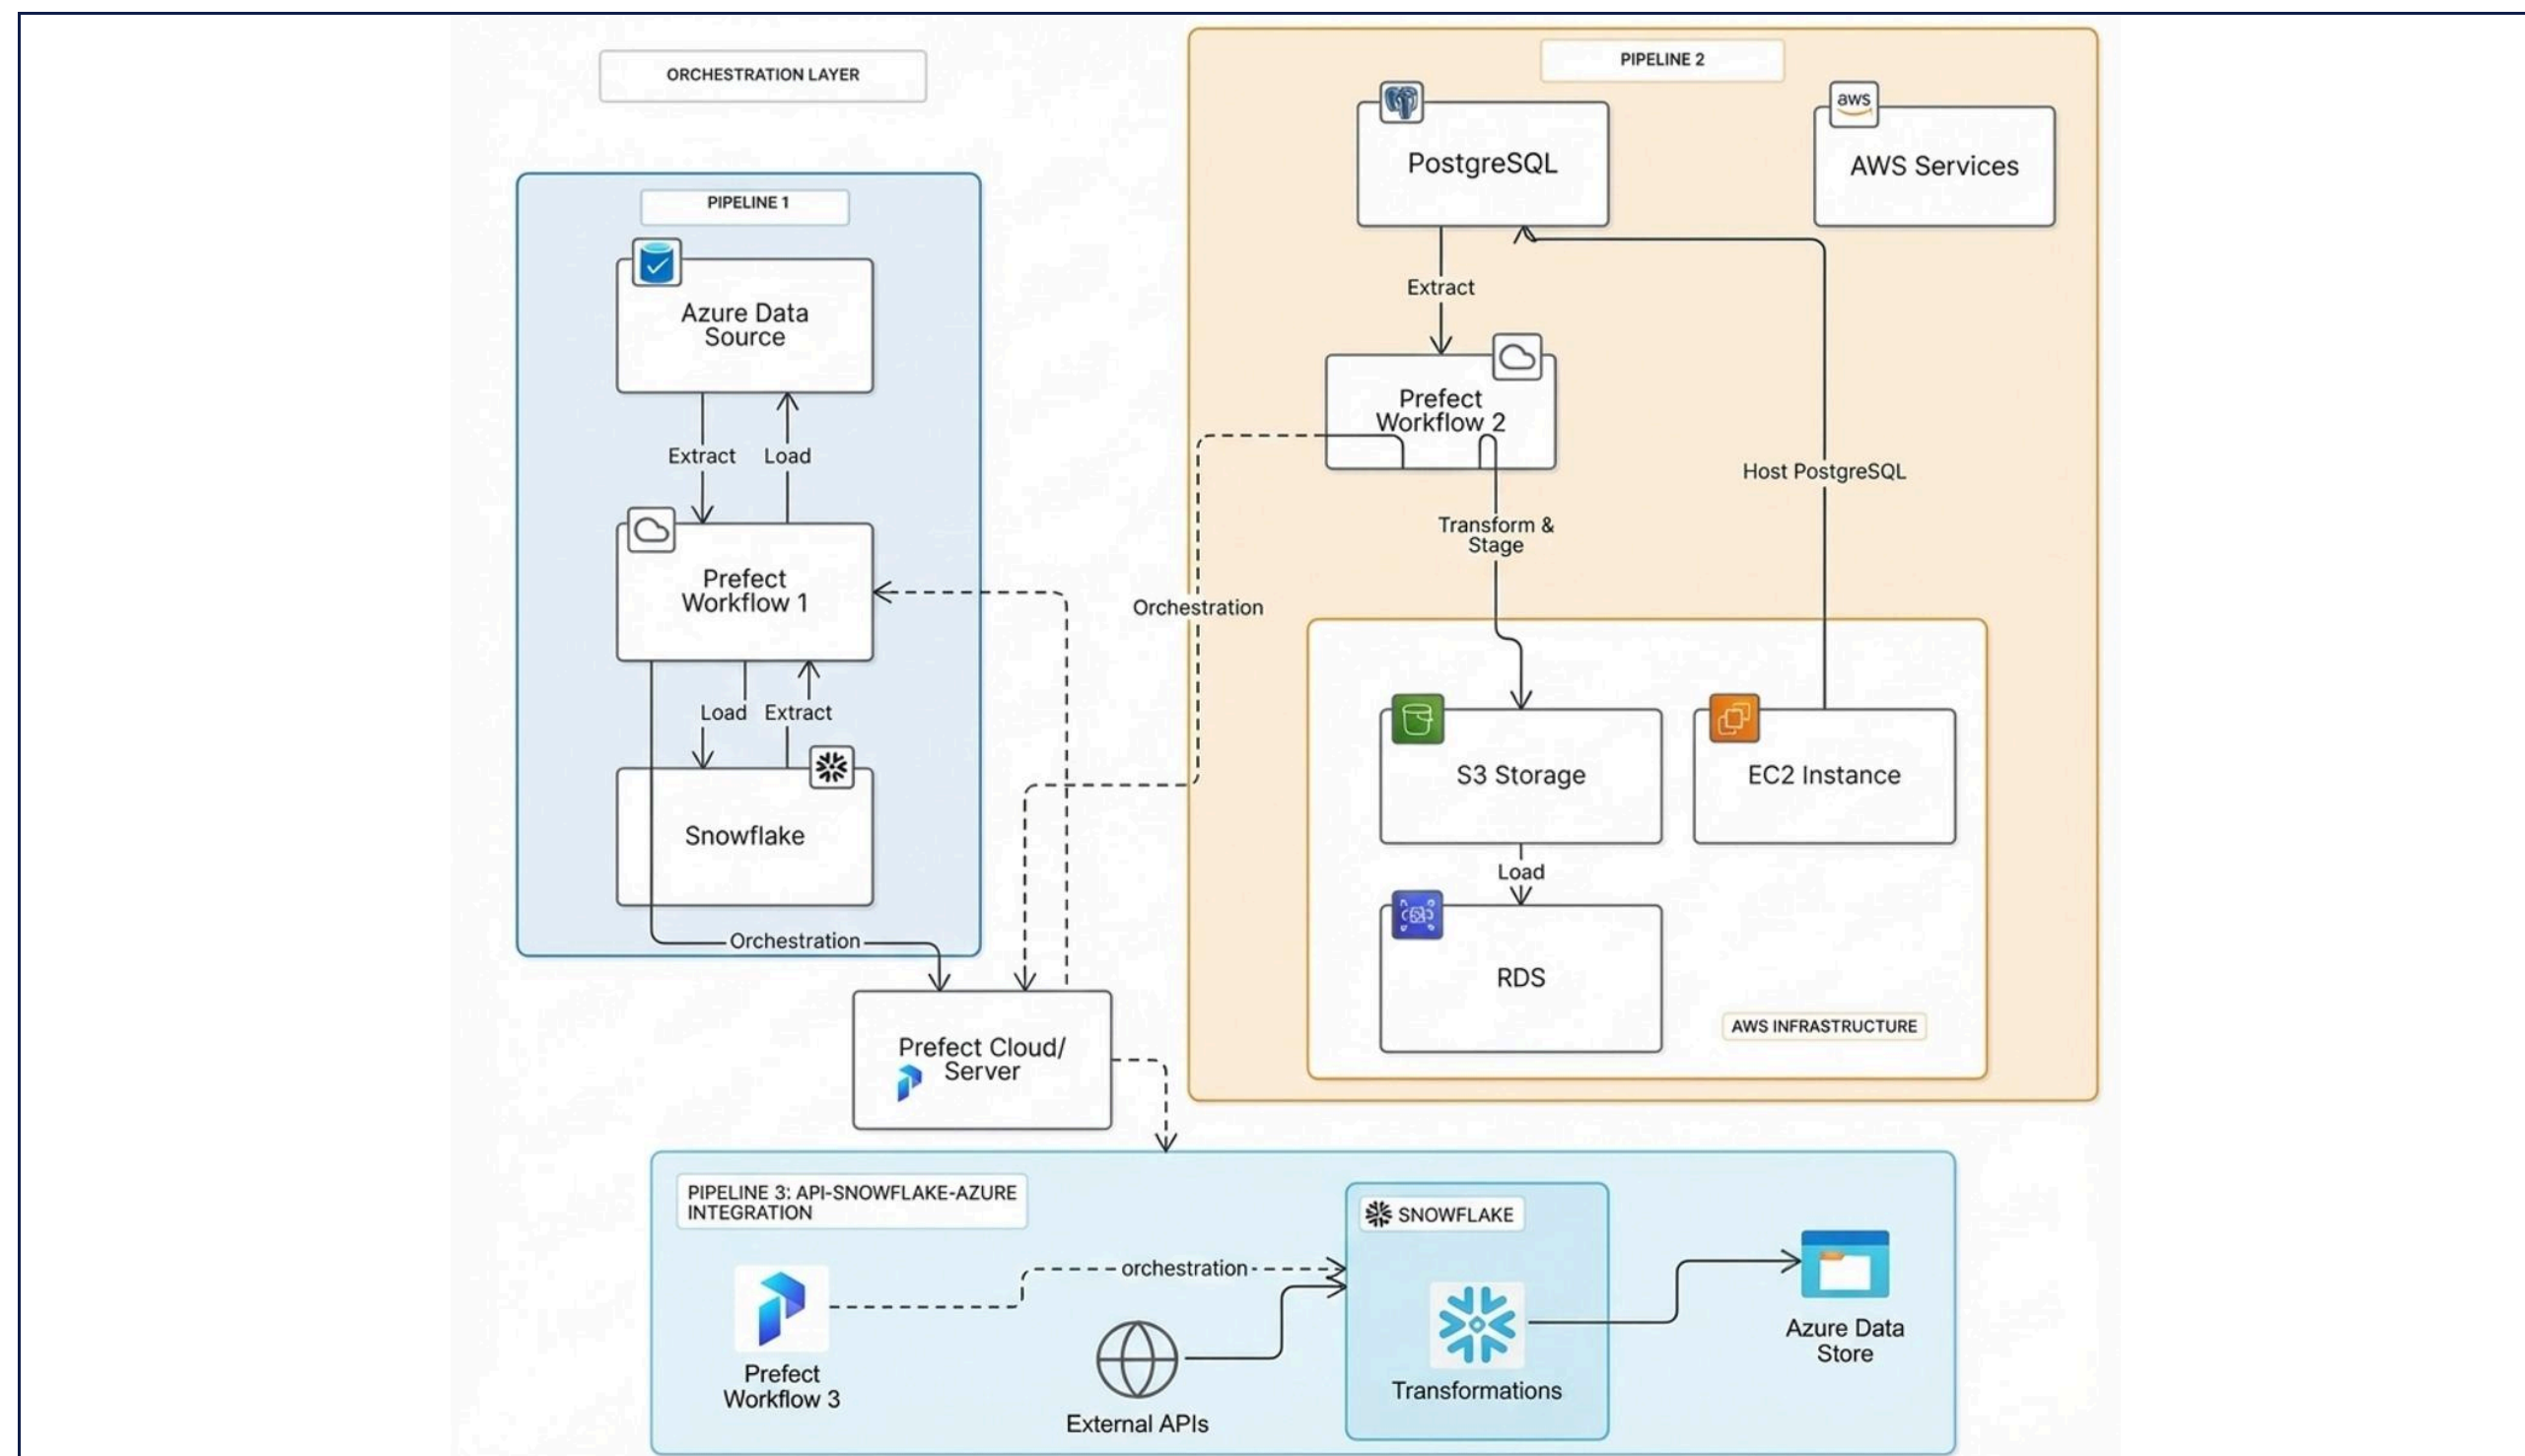 ORCHESTRATION LAYER
PIPELINE 1
Azure Data
Source
Extract
Load
Prefect
Workflow 1
Load
Extract
Snowflake
Orchestration
PIPELINE 2
PostgreSQL
aws
AWS Services
Extract
Prefect
Workflow 2
Transform &
Stage
Host PostgreSQL
Orchestration
S3 Storage
EC2 Instance
Load
RDS
AWS INFRASTRUCTURE
Prefect Cloud/
Server
PIPELINE 3: API-SNOWFLAKE-AZURE
INTEGRATION
SNOWFLAKE
orchestration
Prefect
Workflow 3
External APIs
Transformations
Azure Data
Store